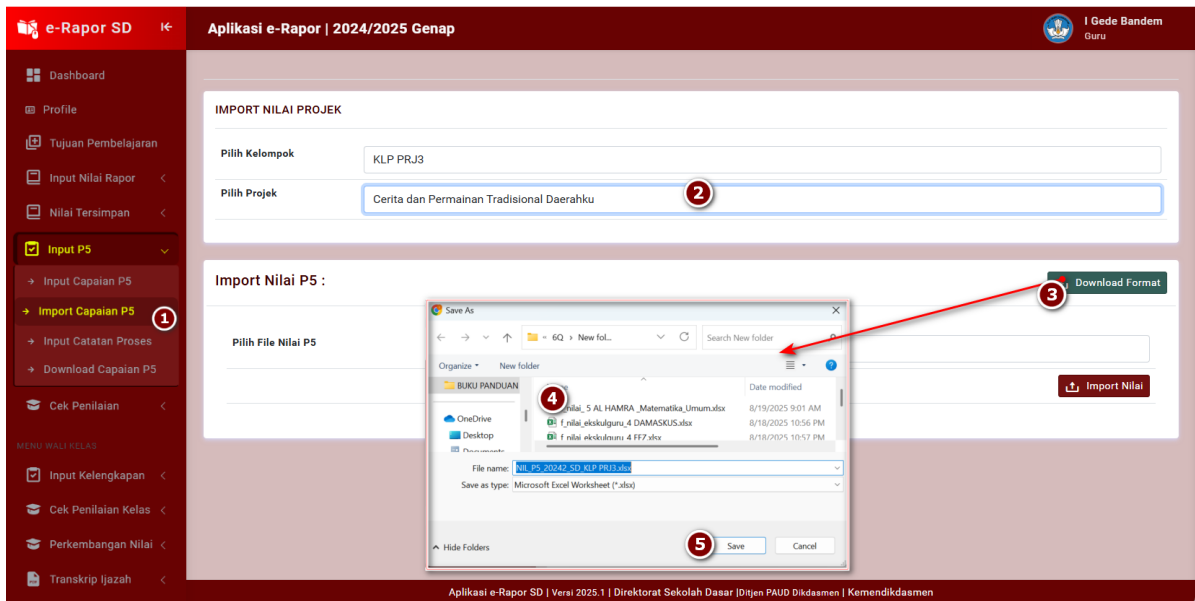 e-Rapor SD
Aplikasi e-Rapor | 2024/2025 Genap
I Gede Bandem
Guru
Dashboard
Profile
Tujuan Pembelajaran
Input Nilai Rapor
Nilai Tersimpan
Input P5
Input Capaian P5
Import Capaian P5
1
Input Catatan Proses
Download Capaian P5
Cek Penilaian
MENU WALI KELAS
Input Kelengkapan
Cek Penilaian Kelas
Perkembangan Nilai
Transkrip Ijazah
IMPORT NILAI PROJEK
Pilih Kelompok
KLP PRJ3
Pilih Projek
Cerita dan Permainan Tradisional Daerahku
2
Import Nilai P5 :
Download Format
3
Pilih File Nilai P5
Import Nilai
Save As
6Q > New fol...
Search New folder
Organize
New folder
BUKU PANDUAN
Date modified
4
_nilai_ 5 AL HAMRA _Matematika_Umum.xlsx 8/19/2025 9:01 AM
OneDrive
f_nilai_ekskulguru_4 DAMASKUS.xlsx 8/18/2025 10:56 PM
Desktop
f_nilai_ekskulguru_4 EFZ.xlsx 8/18/2025 10:57 PM
Documents
File name: NIL_P5_20242_SD_KLP PRJ3.xlsx
Save as type: Microsoft Excel Worksheet (*.xlsx)
Hide Folders
5
Save
Cancel
Aplikasi e-Rapor SD | Versi 2025.1 | Direktorat Sekolah Dasar |Ditjen PAUD Dikdasmen | Kemendikdasmen